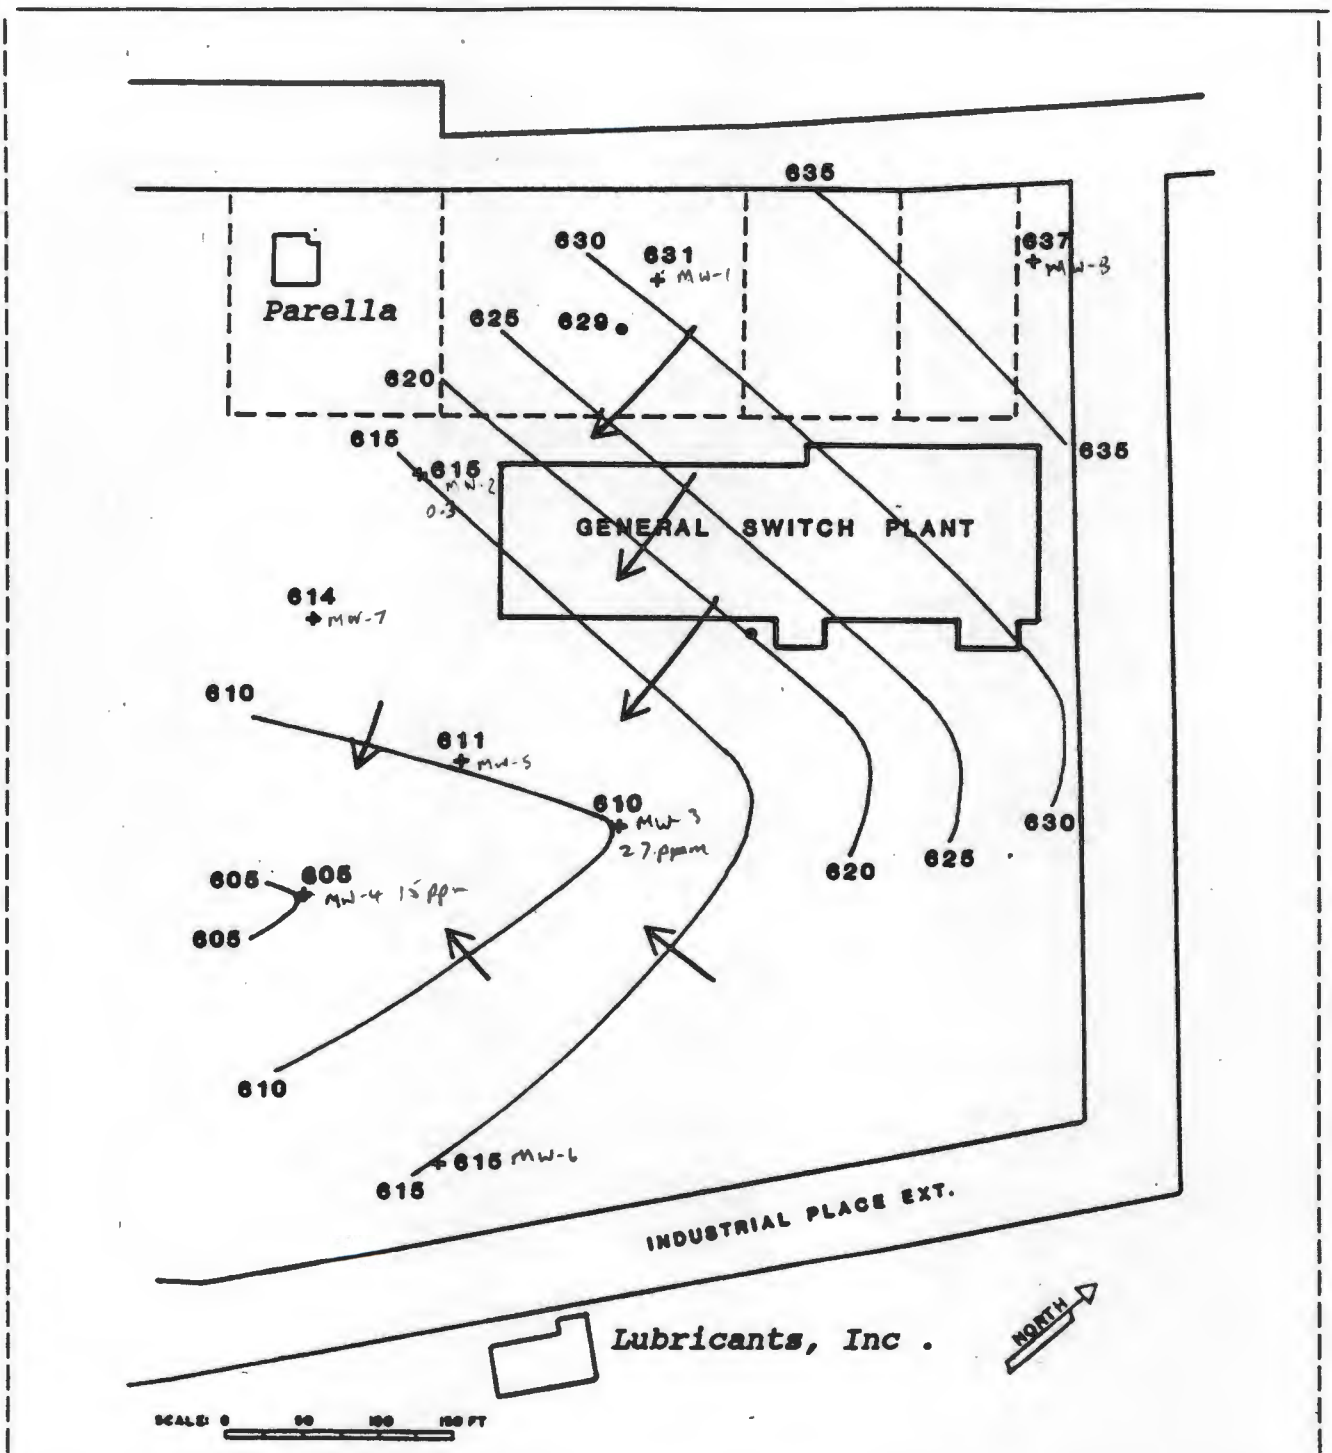 635
630
631
MW-1
637
MW-8
Parella
625
629
620
615
615
MW-2
0.3
635
GENERAL SWITCH PLANT
614
MW-7
610
611
MW-5
610
MW-3
27 ppm
630
625
620
605
605
MW-4 15 ppm
605
610
615 MW-6
615
INDUSTRIAL PLACE EXT.
Lubricants, Inc .
NORTH
SCALE: 0 50 100 150 FT